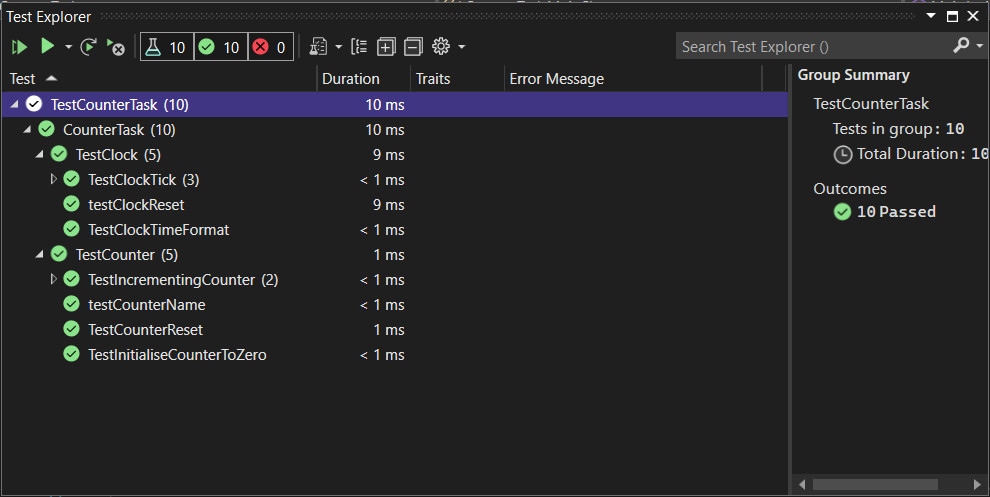 Test Explorer
10 10 0
Search Test Explorer ()
Test Duration Traits Error Message
TestCounterTask (10) 10 ms
CounterTask (10) 10 ms
TestClock (5) 9 ms
TestClockTick (3) < 1 ms
testClockReset 9 ms
TestClockTimeFormat < 1 ms
TestCounter (5) 1 ms
TestIncrementingCounter (2) < 1 ms
testCounterName < 1 ms
TestCounterReset 1 ms
TestInitialiseCounterToZero < 1 ms
Group Summary
TestCounterTask
Tests in group: 10
Total Duration: 10
Outcomes
10 Passed